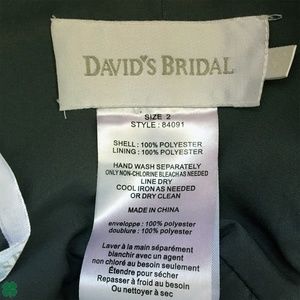 DAVID'S BRIDAL
SIZE 2
STYLE : 84091
SHELL : 100% POLYESTER
LINING : 100% POLYESTER
HAND WASH SEPARATELY
ONLY NON-CHLORINE BLEACH AS NEEDED
LINE DRY
COOL IRON AS NEEDED
OR DRY CLEAN
MADE IN CHINA
enveloppe : 100% polyester
doublure : 100% polyester
Laver à la main séparément
blanchir avec un agent
non chloré au besoin seulement
Étendre pour sécher
Repasser à froid au besoin
Ou nettoyer à sec